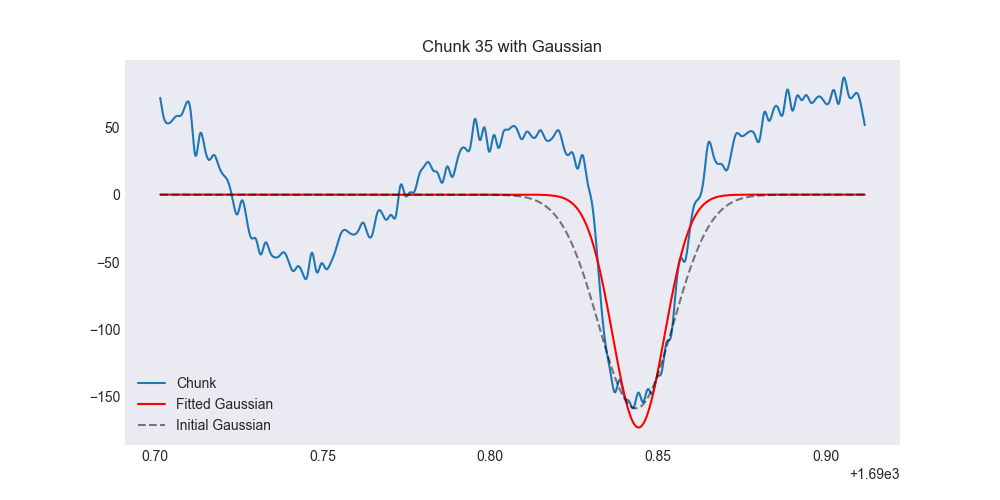 Chunk 35 with Gaussian
50
0
−50
−100
−150
Chunk
Fitted Gaussian
Initial Gaussian
0.70 0.75 0.80 0.85 0.90
+1.69e3